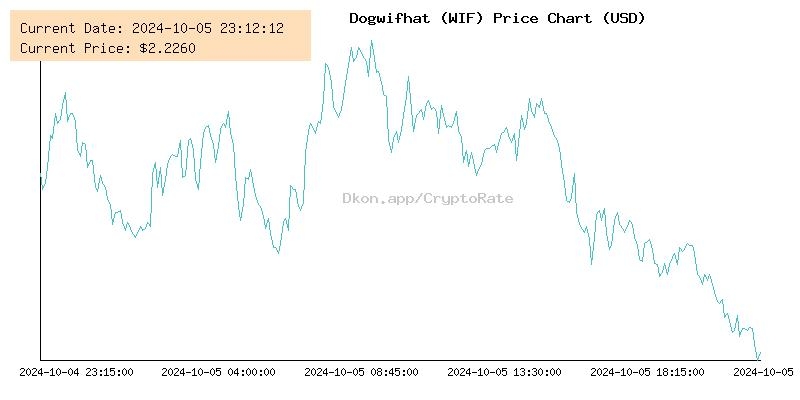 Dogwifhat (WIF) Price Chart (USD)
Current Date: 2024-10-05 23:12:12
Current Price: $2.2260
Dkon.app/CryptoRate
2024-10-04 23:15:00 2024-10-05 04:00:00 2024-10-05 08:45:00 2024-10-05 13:30:00 2024-10-05 18:15:00 2024-10-05